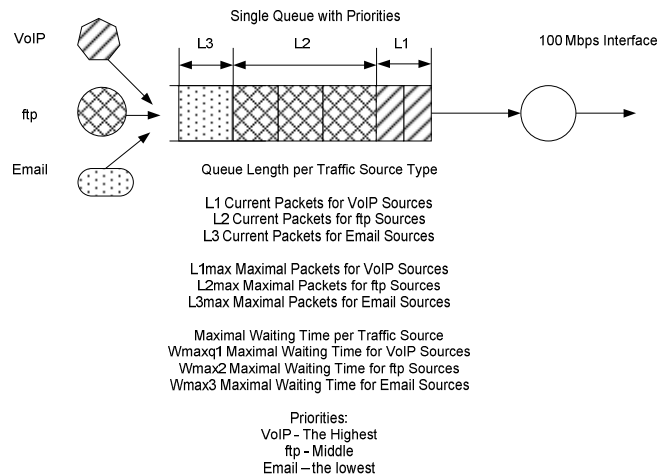 Single Queue with Priorities
VoIP
L3
L2
L1
100 Mbps Interface
ftp
Email
Queue Length per Traffic Source Type
L1 Current Packets for VoIP Sources
L2 Current Packets for ftp Sources
L3 Current Packets for Email Sources
L1max Maximal Packets for VoIP Sources
L2max Maximal Packets for ftp Sources
L3max Maximal Packets for Email Sources
Maximal Waiting Time per Traffic Source
Wmaxq1 Maximal Waiting Time for VoIP Sources
Wmax2 Maximal Waiting Time for ftp Sources
Wmax3 Maximal Waiting Time for Email Sources
Priorities:
VoIP - The Highest
ftp - Middle
Email – the lowest